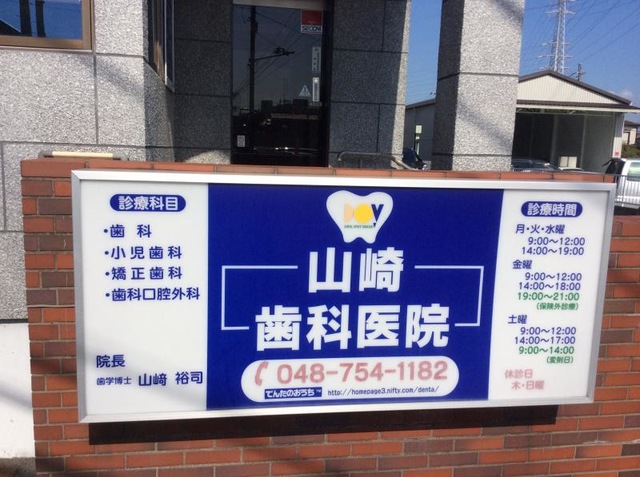 診療科目
・歯 科
・小児歯科
・矯正歯科
・歯科口腔外科
院長
歯学博士 山﨑 裕司
山崎
歯科医院
048-754-1182
てんたのおうち™ http://homepage3.nifty.com/denta/
診療時間
月・火・水曜
9:00〜12:00
14:00〜19:00
金曜
9:00〜12:00
14:00〜18:00
19:00〜21:00
(保険外診療)
土曜
9:00〜12:00
14:00〜17:00
9:00〜14:00
(変則日)
休診日
木・日曜